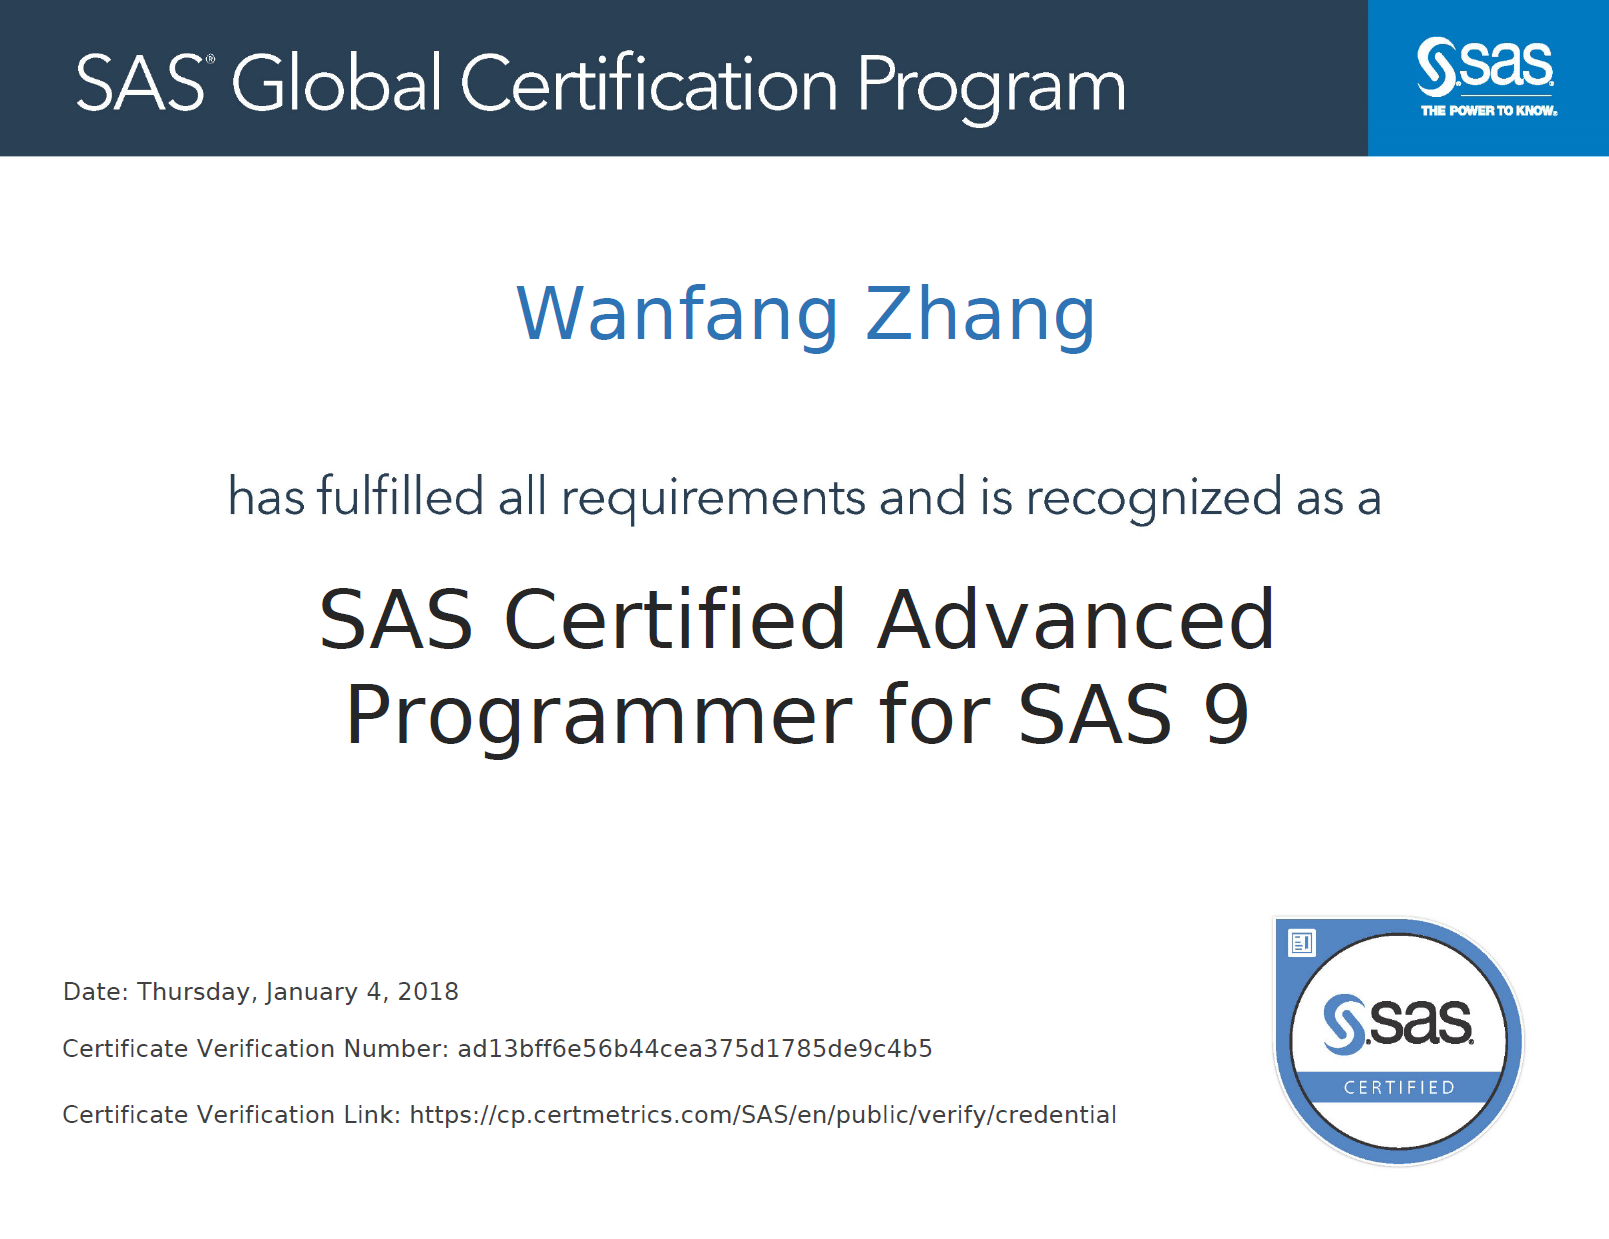 SAS® Global Certification Program
sas
THE POWER TO KNOW®
Wanfang Zhang
has fulfilled all requirements and is recognized as a
SAS Certified Advanced
Programmer for SAS 9
Date: Thursday, January 4, 2018
Certificate Verification Number: ad13bff6e56b44cea375d1785de9c4b5
Certificate Verification Link: https://cp.certmetrics.com/SAS/en/public/verify/credential
sas
CERTIFIED